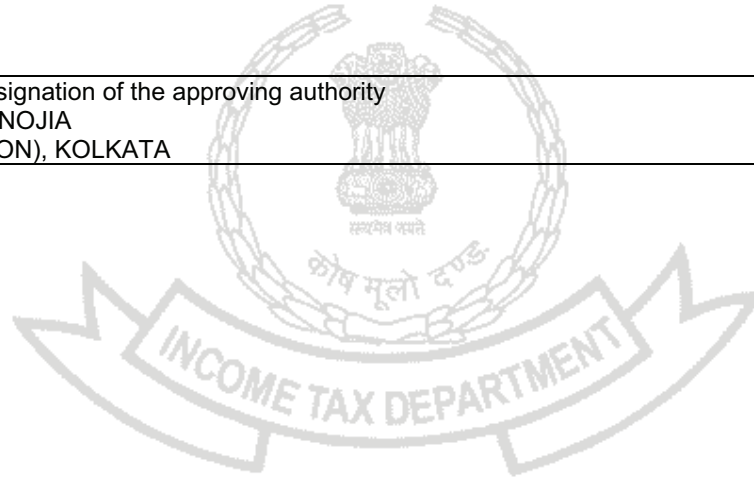 signation of the approving authority
NOJIA
ON), KOLKATA
सत्यमेव जयते
कोष मूलो दण्डः
INCOME TAX DEPARTMENT